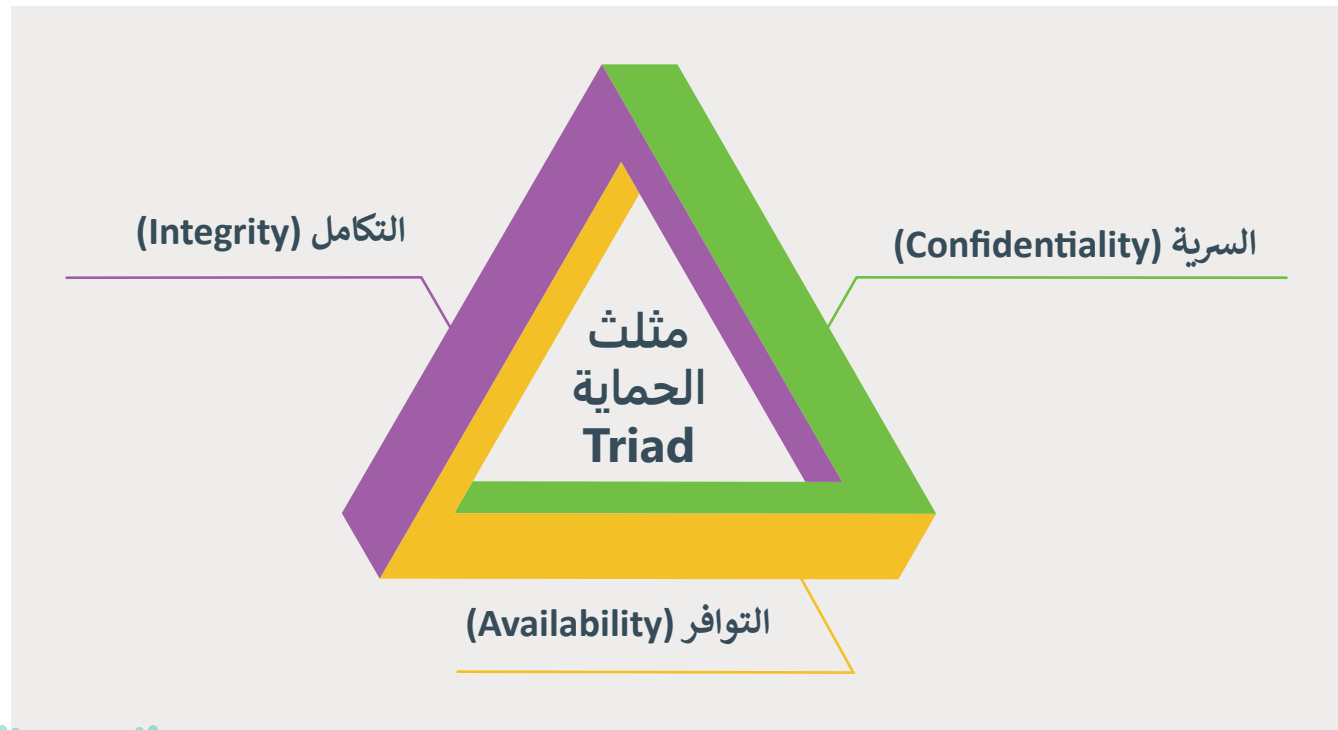 السرية (Confidentiality)
التكامل (Integrity)
مثلث
الحماية
Triad
التوافر (Availability)